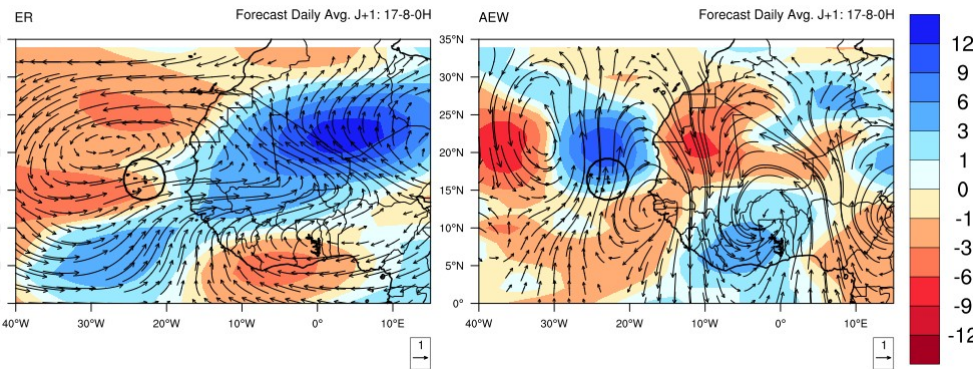 ER Forecast Daily Avg. J+1: 17-8-0H
AEW Forecast Daily Avg. J+1: 17-8-0H
35°N
30°N
25°N
20°N
15°N
10°N
5°N
0°
40°W 30°W 20°W 10°W 0° 10°E
40°W 30°W 20°W 10°W 0° 10°E
1
1
12
9
6
3
1
0
-1
-3
-6
-9
-12